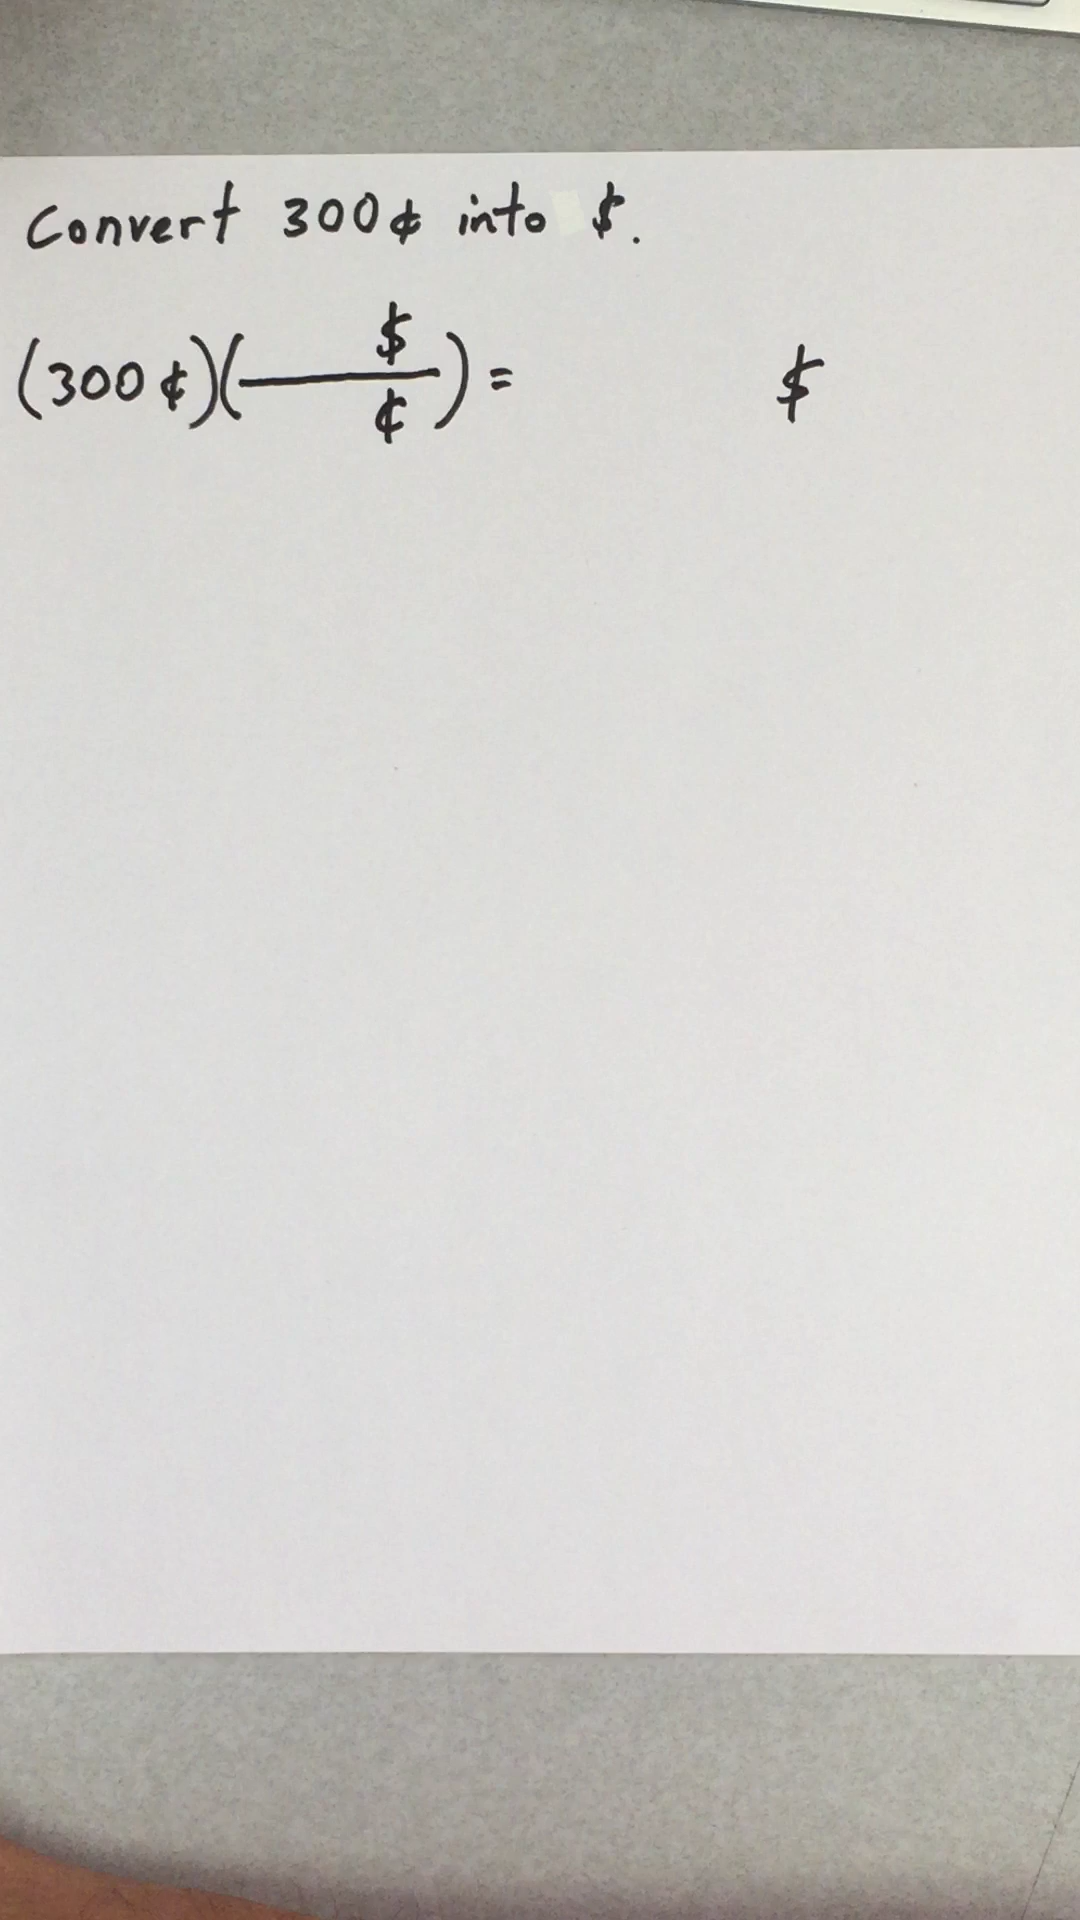 Convert 300¢ into $.
(300 ¢)( $ / ¢ ) = $